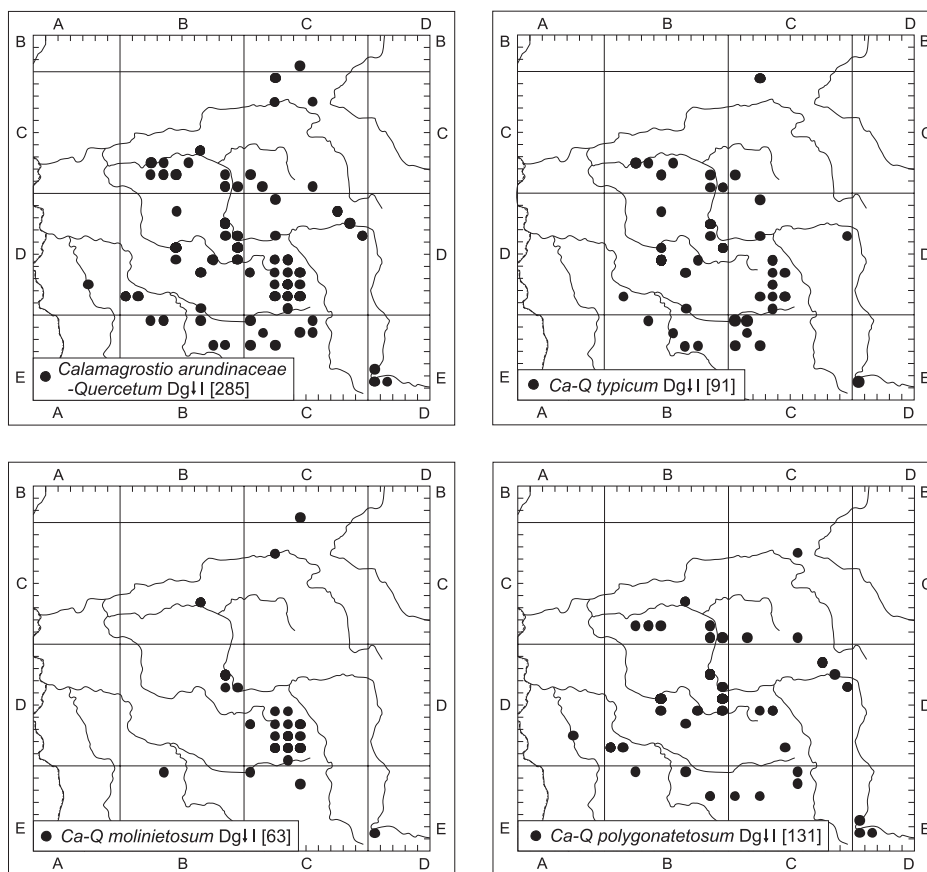 A B C D
B B
C C
D D
E E
Calamagrostio arundinaceae
-Quercetum Dg↓I [285]
A B C D
A B C D
B B
C C
D D
E E
Ca-Q typicum Dg↓I [91]
A B C D
A B C D
B B
C C
D D
E E
Ca-Q molinietosum Dg↓I [63]
A B C D
A B C D
B B
C C
D D
E E
Ca-Q polygonatetosum Dg↓I [131]
A B C D